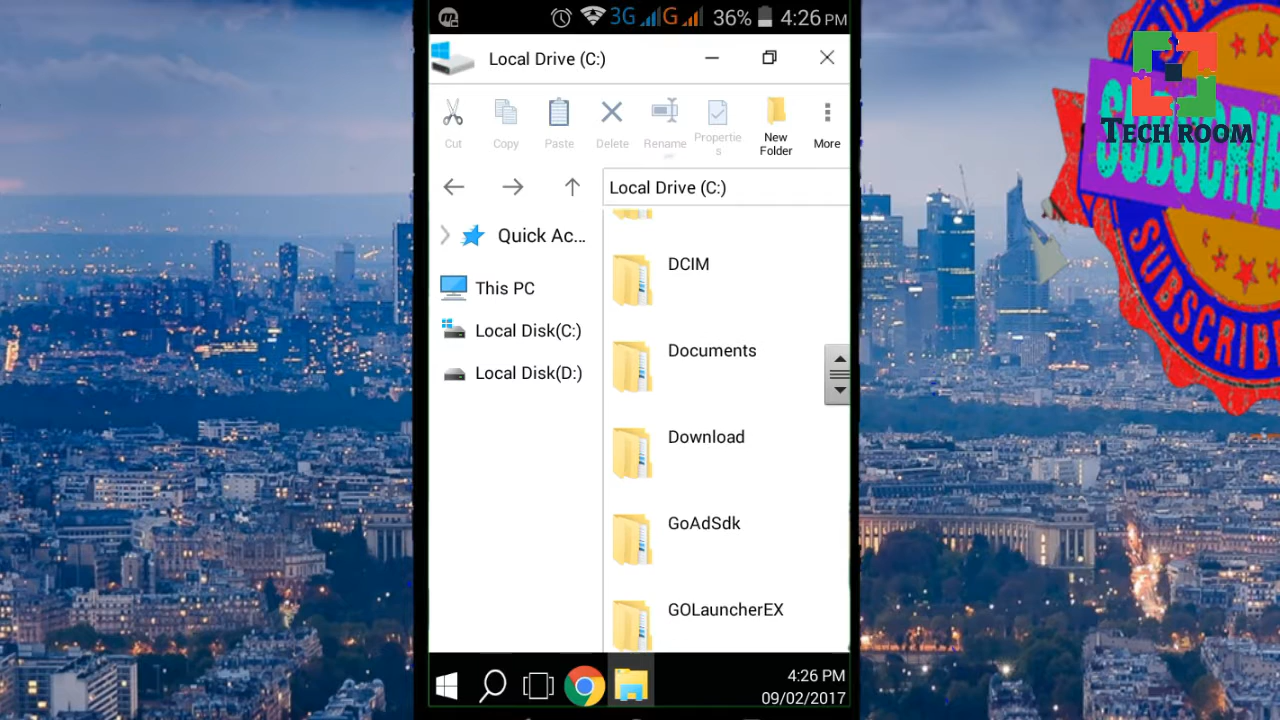 3G G 36% 4:26 PM
Local Drive (C:)
Cut Copy Paste Delete Rename Properties New Folder More
Local Drive (C:)
Quick Ac...
This PC
Local Disk(C:)
Local Disk(D:)
DCIM
Documents
Download
GoAdSdk
GOLauncherEX
4:26 PM
09/02/2017
TECH ROOM
SUBSCRIB
SUBSCRIBE